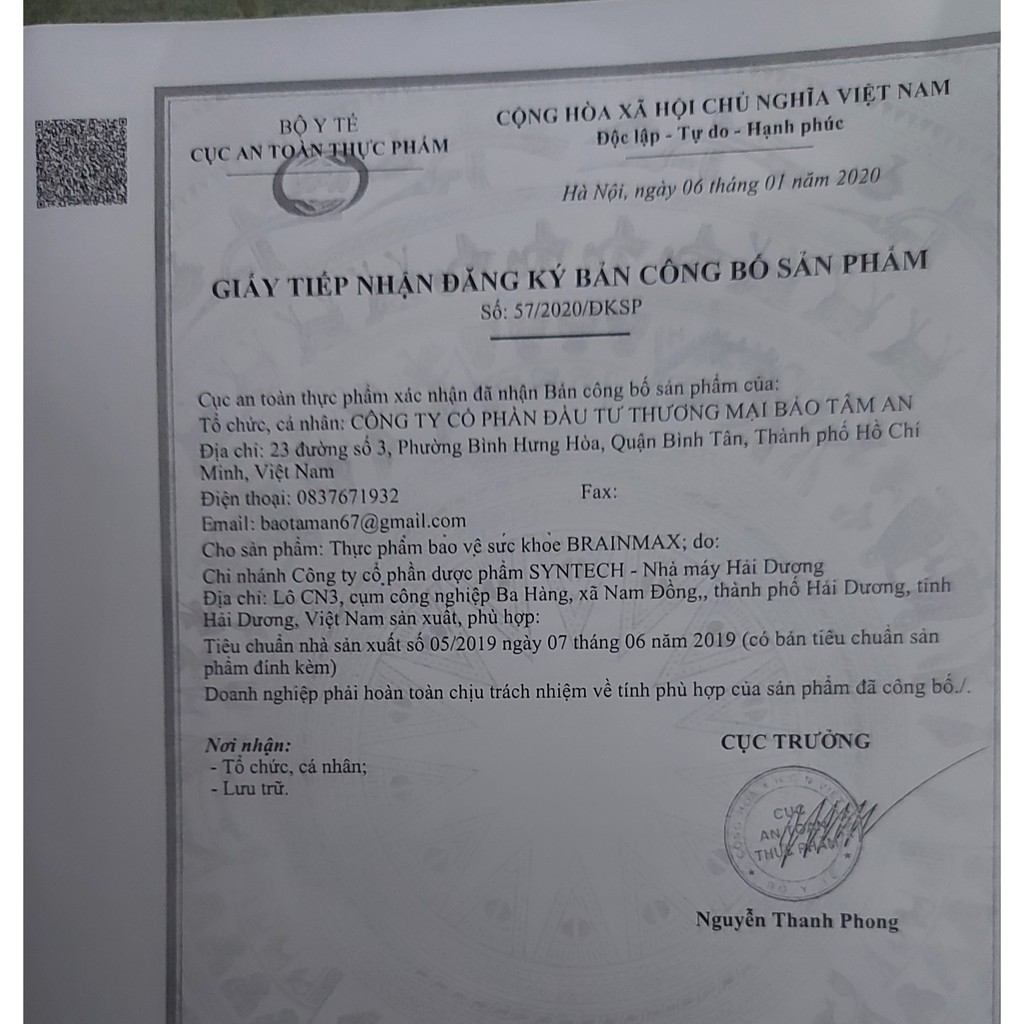 BỘ Y TẾ
CỤC AN TOÀN THỰC PHẨM
CỘNG HÒA XÃ HỘI CHỦ NGHĨA VIỆT NAM
Độc lập - Tự do - Hạnh phúc
Hà Nội, ngày 06 tháng 01 năm 2020
GIẤY TIẾP NHẬN ĐĂNG KÝ BẢN CÔNG BỐ SẢN PHẨM
Số: 57/2020/ĐKSP
Cục an toàn thực phẩm xác nhận đã nhận Bản công bố sản phẩm của:
Tổ chức, cá nhân: CÔNG TY CỔ PHẦN ĐẦU TƯ THƯƠNG MẠI BẢO TÂM AN
Địa chỉ: 23 đường số 3, Phường Bình Hưng Hòa, Quận Bình Tân, Thành phố Hồ Chí
Minh, Việt Nam
Điện thoại: 0837671932 Fax:
Email: baotaman67@gmail.com
Cho sản phẩm: Thực phẩm bảo vệ sức khỏe BRAINMAX; do:
Chi nhánh Công ty cổ phần dược phẩm SYNTECH - Nhà máy Hải Dương
Địa chỉ: Lô CN3, cụm công nghiệp Ba Hàng, xã Nam Đồng,, thành phố Hải Dương, tỉnh
Hải Dương, Việt Nam sản xuất, phù hợp:
Tiêu chuẩn nhà sản xuất số 05/2019 ngày 07 tháng 06 năm 2019 (có bản tiêu chuẩn sản
phẩm đính kèm)
Doanh nghiệp phải hoàn toàn chịu trách nhiệm về tính phù hợp của sản phẩm đã công bố./.
Nơi nhận:
- Tổ chức, cá nhân;
- Lưu trữ.
CỤC TRƯỞNG
CỤC
AN TOÀN
THỰC PHẨM
Nguyễn Thanh Phong